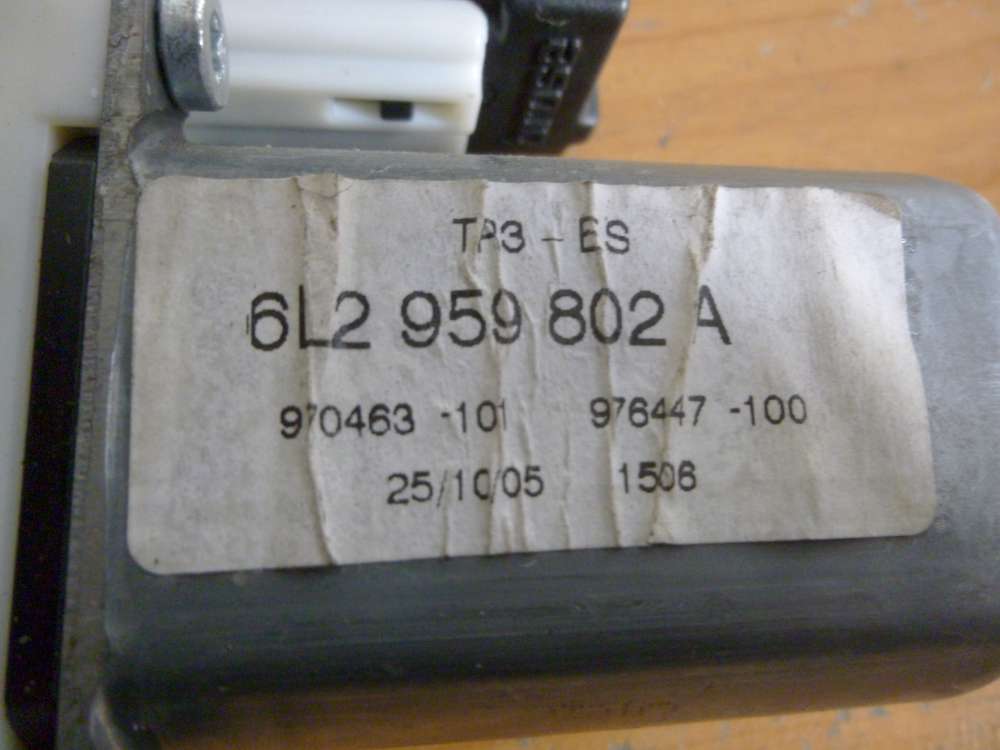 TP3 - ES
6L2 959 802 A
970463 -101 976447 -100
25/10/05 1506